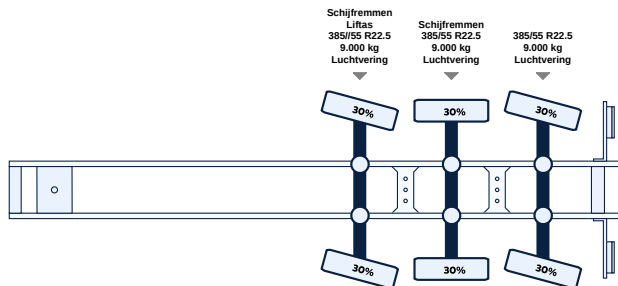 Schijfremmen
Liftas
385//55 R22.5
9.000 kg
Luchtvering
Schijfremmen
385/55 R22.5
9.000 kg
Luchtvering
385/55 R22.5
9.000 kg
Luchtvering
30%
30%
30%
30%
30%
30%